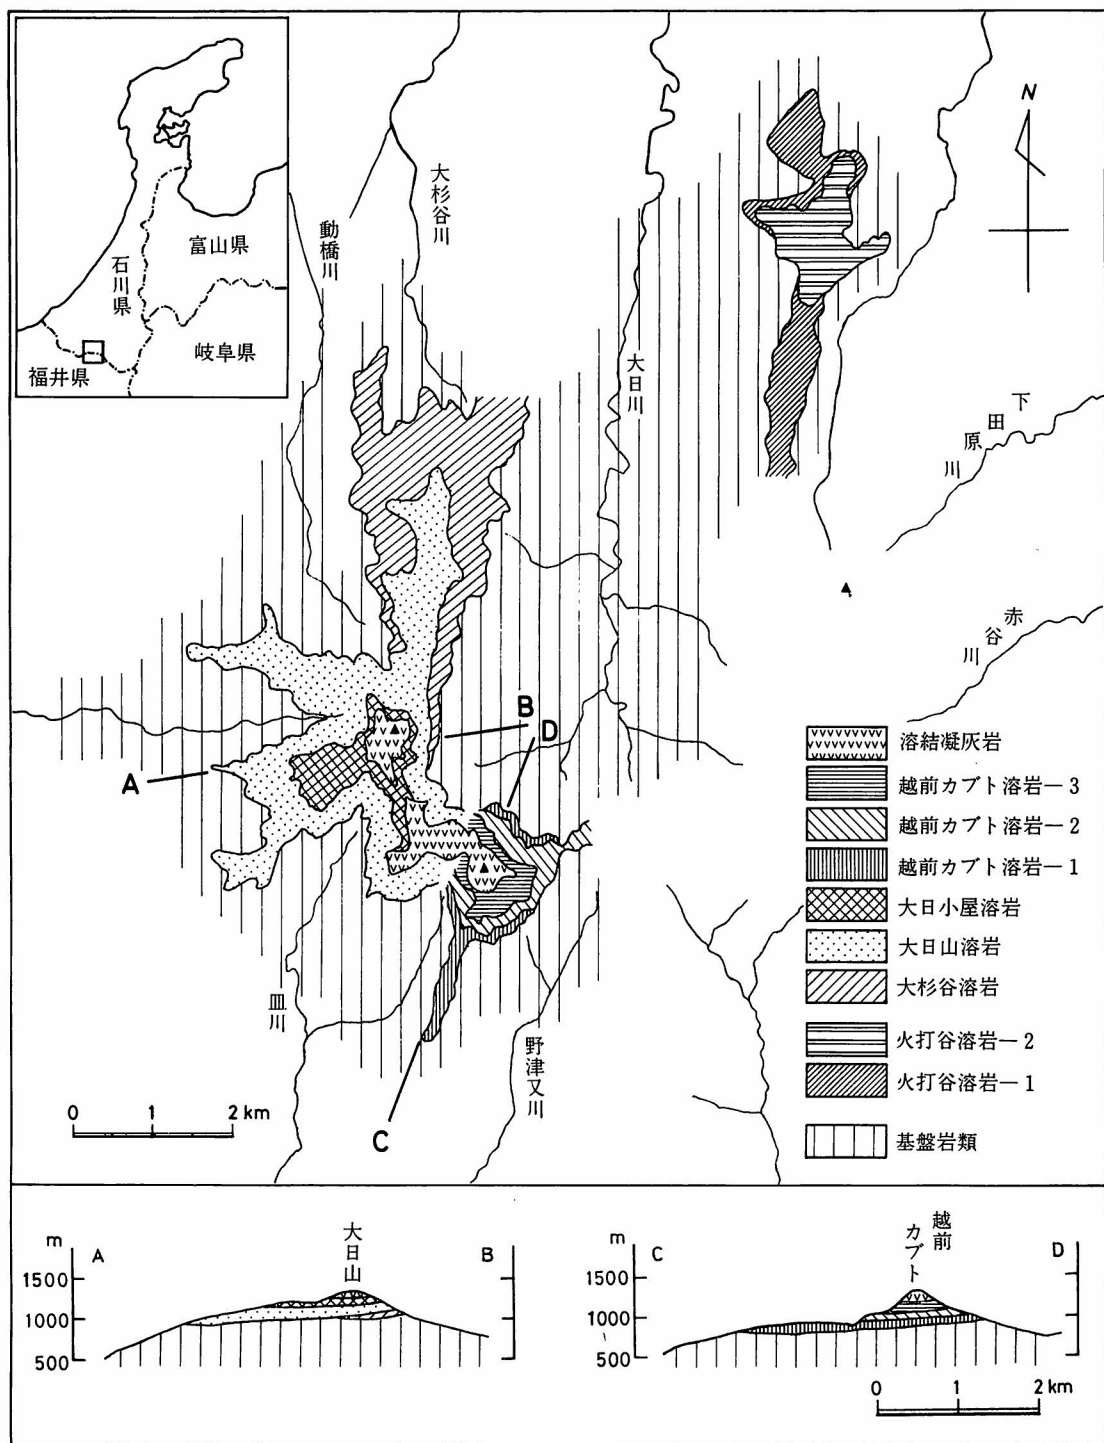 富山県
石川県
岐阜県
福井県
動橋川
大杉谷川
大日川
N
下田原川
赤谷川
A
B
D
C
皿川
野津又川
溶結凝灰岩
越前カブト溶岩―3
越前カブト溶岩―2
越前カブト溶岩―1
大日小屋溶岩
大日山溶岩
大杉谷溶岩
火打谷溶岩―2
火打谷溶岩―1
基盤岩類
0 1 2 km
m A 大日山 B
1500
1000
500
m C 越前カブト D
1500
1000
500
0 1 2 km